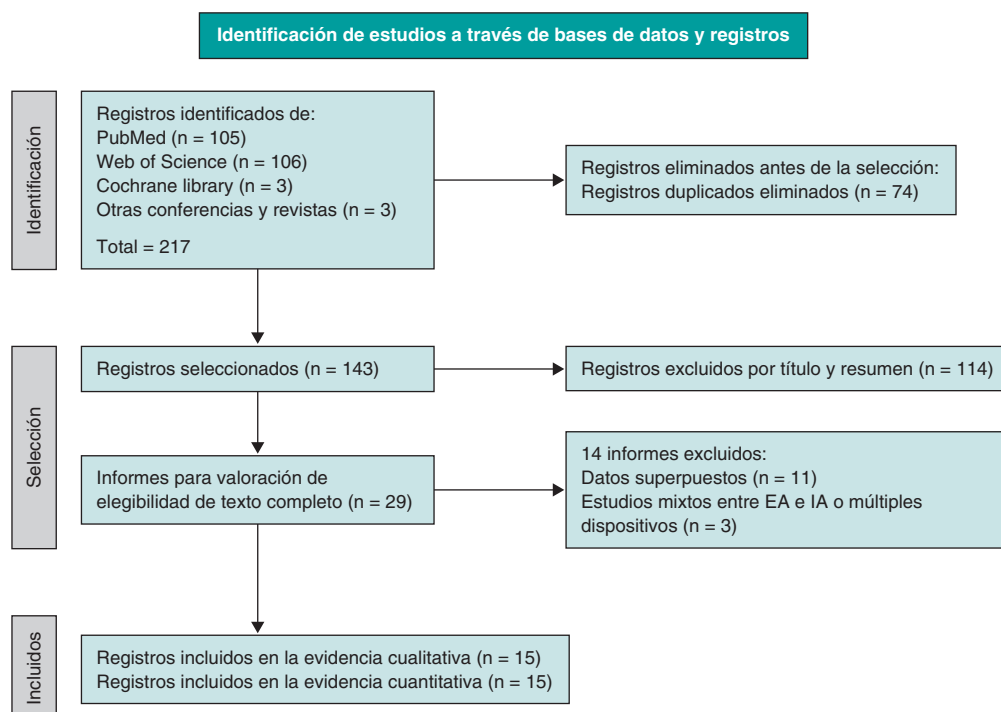 Identificación de estudios a través de bases de datos y registros
Identificación
Registros identificados de:
PubMed (n = 105)
Web of Science (n = 106)
Cochrane library (n = 3)
Otras conferencias y revistas (n = 3)
Total = 217
Registros eliminados antes de la selección:
Registros duplicados eliminados (n = 74)
Selección
Registros seleccionados (n = 143)
Registros excluidos por título y resumen (n = 114)
Informes para valoración de
elegibilidad de texto completo (n = 29)
14 informes excluidos:
Datos superpuestos (n = 11)
Estudios mixtos entre EA e IA o múltiples
dispositivos (n = 3)
Incluidos
Registros incluidos en la evidencia cualitativa (n = 15)
Registros incluidos en la evidencia cuantitativa (n = 15)